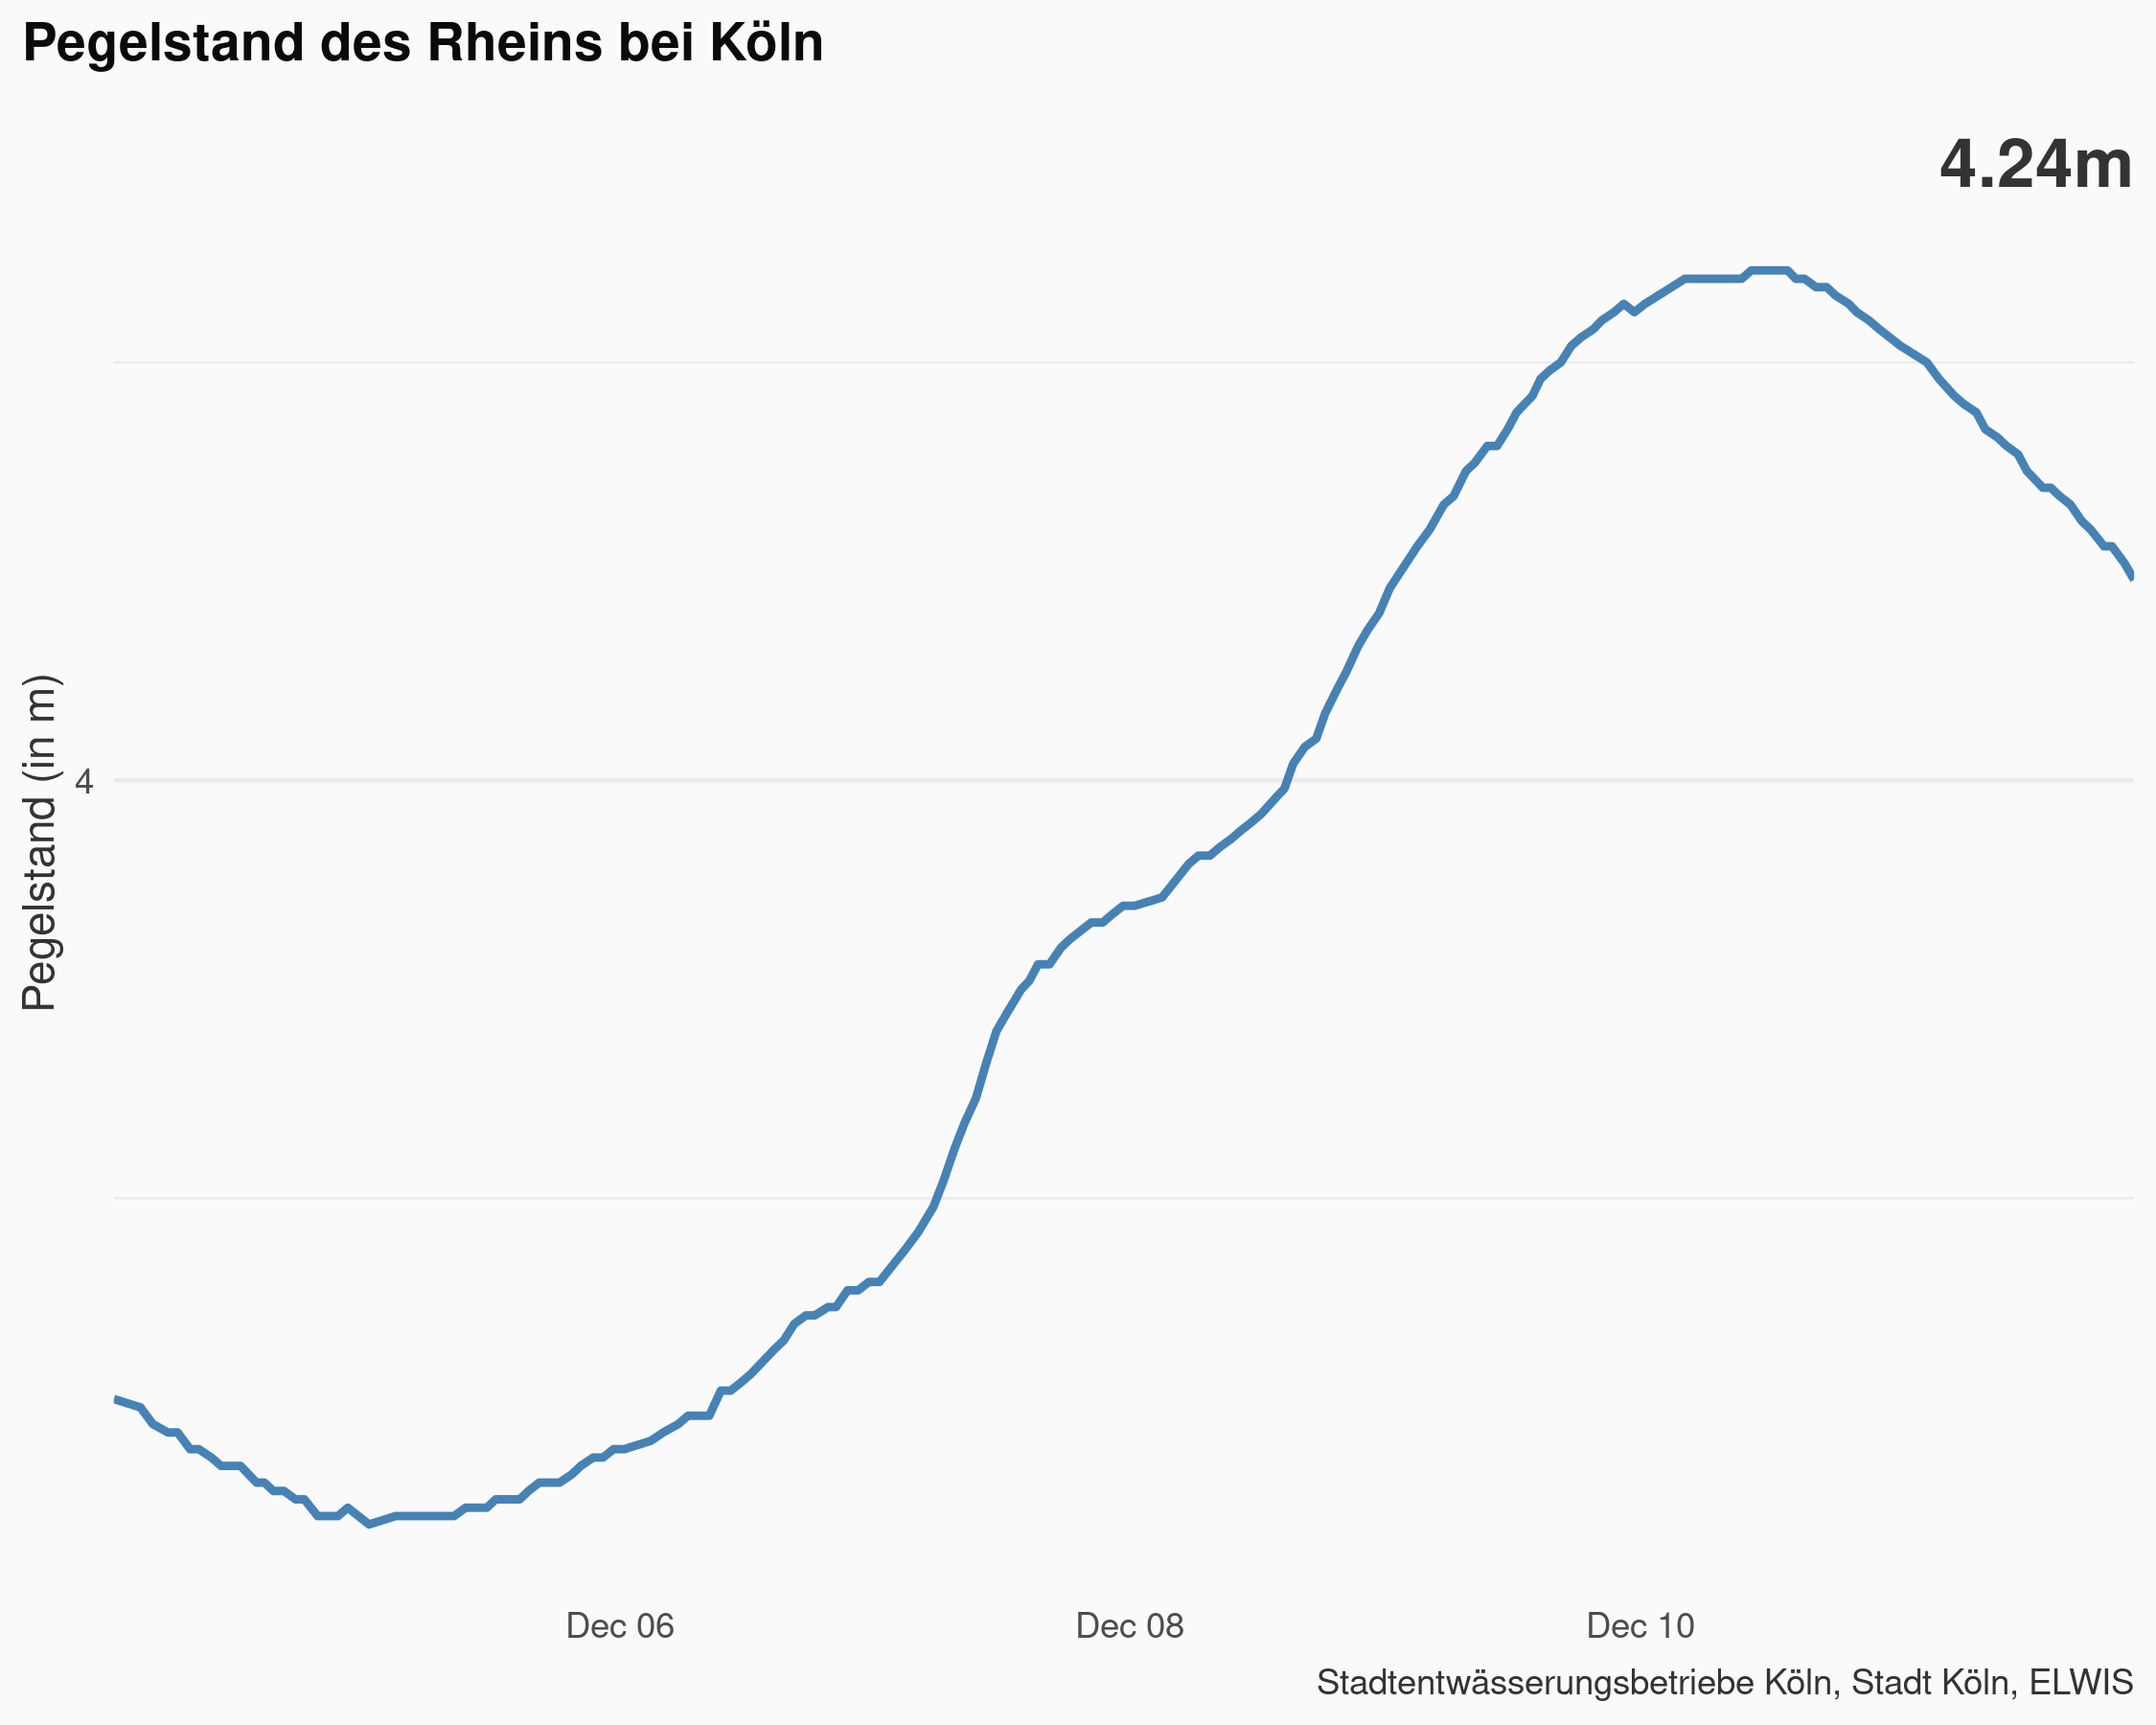 Pegelstand des Rheins bei Köln
4.24m
Pegelstand (in m)
4
Dec 06
Dec 08
Dec 10
Stadtentwässerungsbetriebe Köln, Stadt Köln, ELWIS